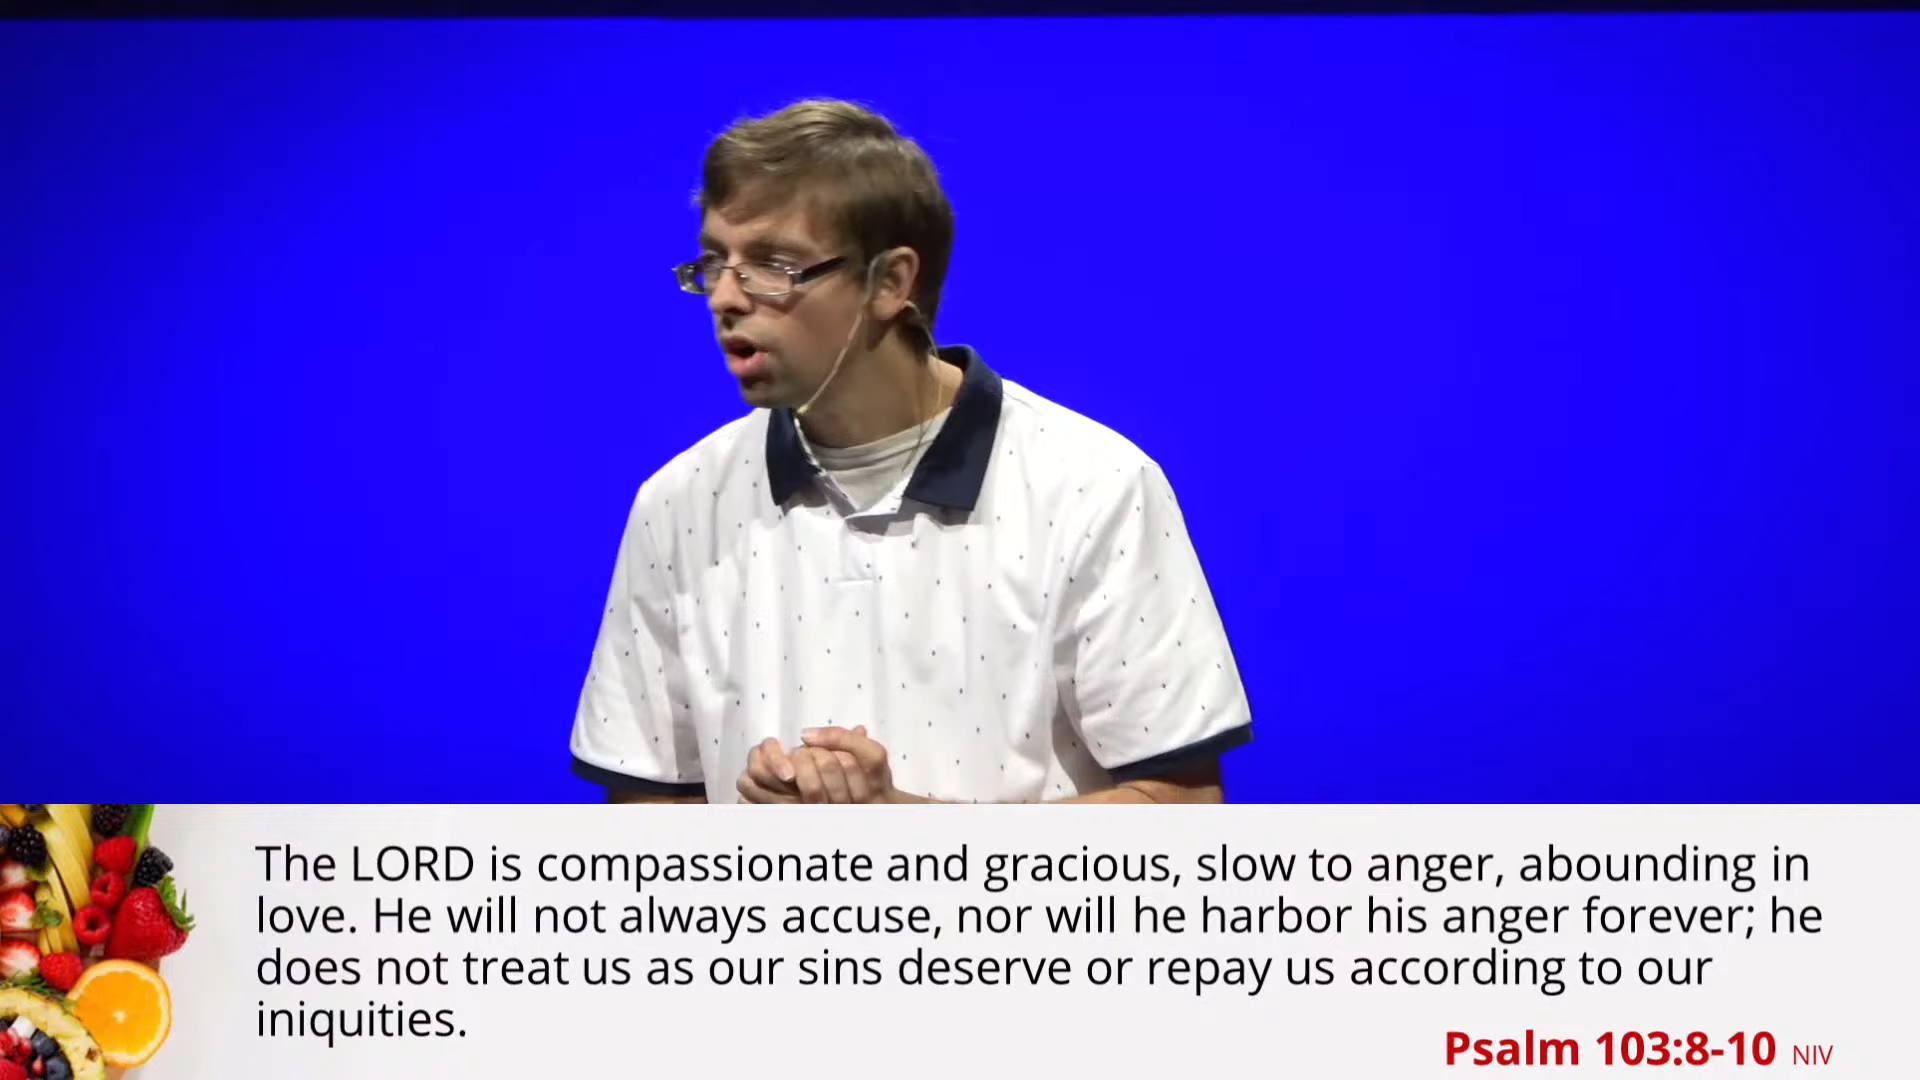 The LORD is compassionate and gracious, slow to anger, abounding in
love. He will not always accuse, nor will he harbor his anger forever; he
does not treat us as our sins deserve or repay us according to our
iniquities.
Psalm 103:8-10 NIV